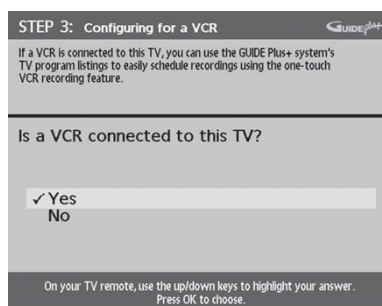 STEP 3: Configuring for a VCR
GUIDE plus+
If a VCR is connected to this TV, you can use the GUIDE Plus+ system's
TV program listings to easily schedule recordings using the one-touch
VCR recording feature.
Is a VCR connected to this TV?
✓ Yes
No
On your TV remote, use the up/down keys to highlight your answer.
Press OK to choose.